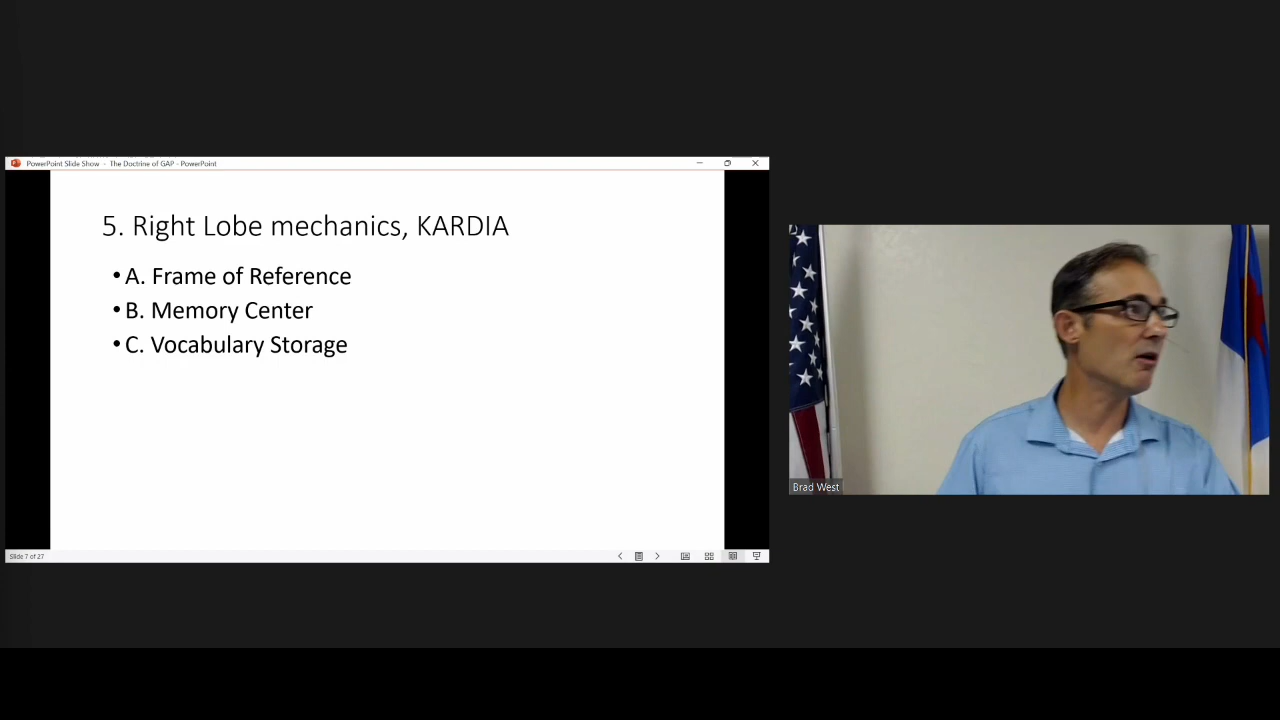 PowerPoint Slide Show - The Doctrine of GAP - PowerPoint
5. Right Lobe mechanics, KARDIA
• A. Frame of Reference
• B. Memory Center
• C. Vocabulary Storage
Slide 7 of 27
Brad West